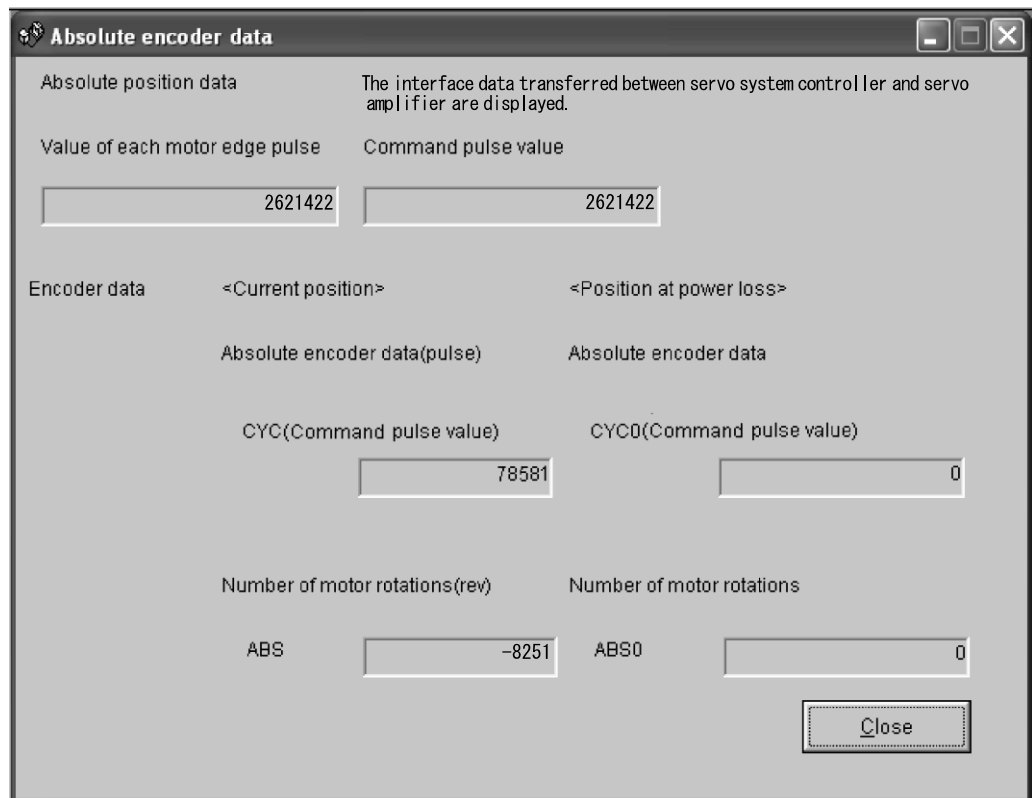 Absolute encoder data
Absolute position data
The interface data transferred between servo system controller and servo
amplifier are displayed.
Value of each motor edge pulse
Command pulse value
2621422
2621422
Encoder data
<Current position>
<Position at power loss>
Absolute encoder data(pulse)
Absolute encoder data
CYC(Command pulse value)
CYC0(Command pulse value)
78581
0
Number of motor rotations(rev)
Number of motor rotations
ABS
-8251
ABS0
0
Close